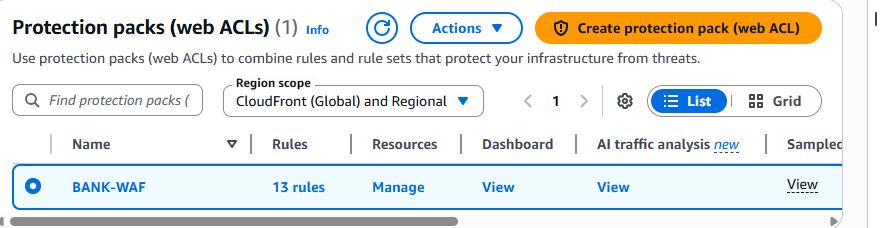 Protection packs (web ACLs) (1) Info
Actions
Create protection pack (web ACL)
Use protection packs (web ACLs) to combine rules and rule sets that protect your infrastructure from threats.
Find protection packs (
Region scope
CloudFront (Global) and Regional
1
List
Grid
Name Rules Resources Dashboard AI traffic analysis new Sampled
BANK-WAF 13 rules Manage View View View